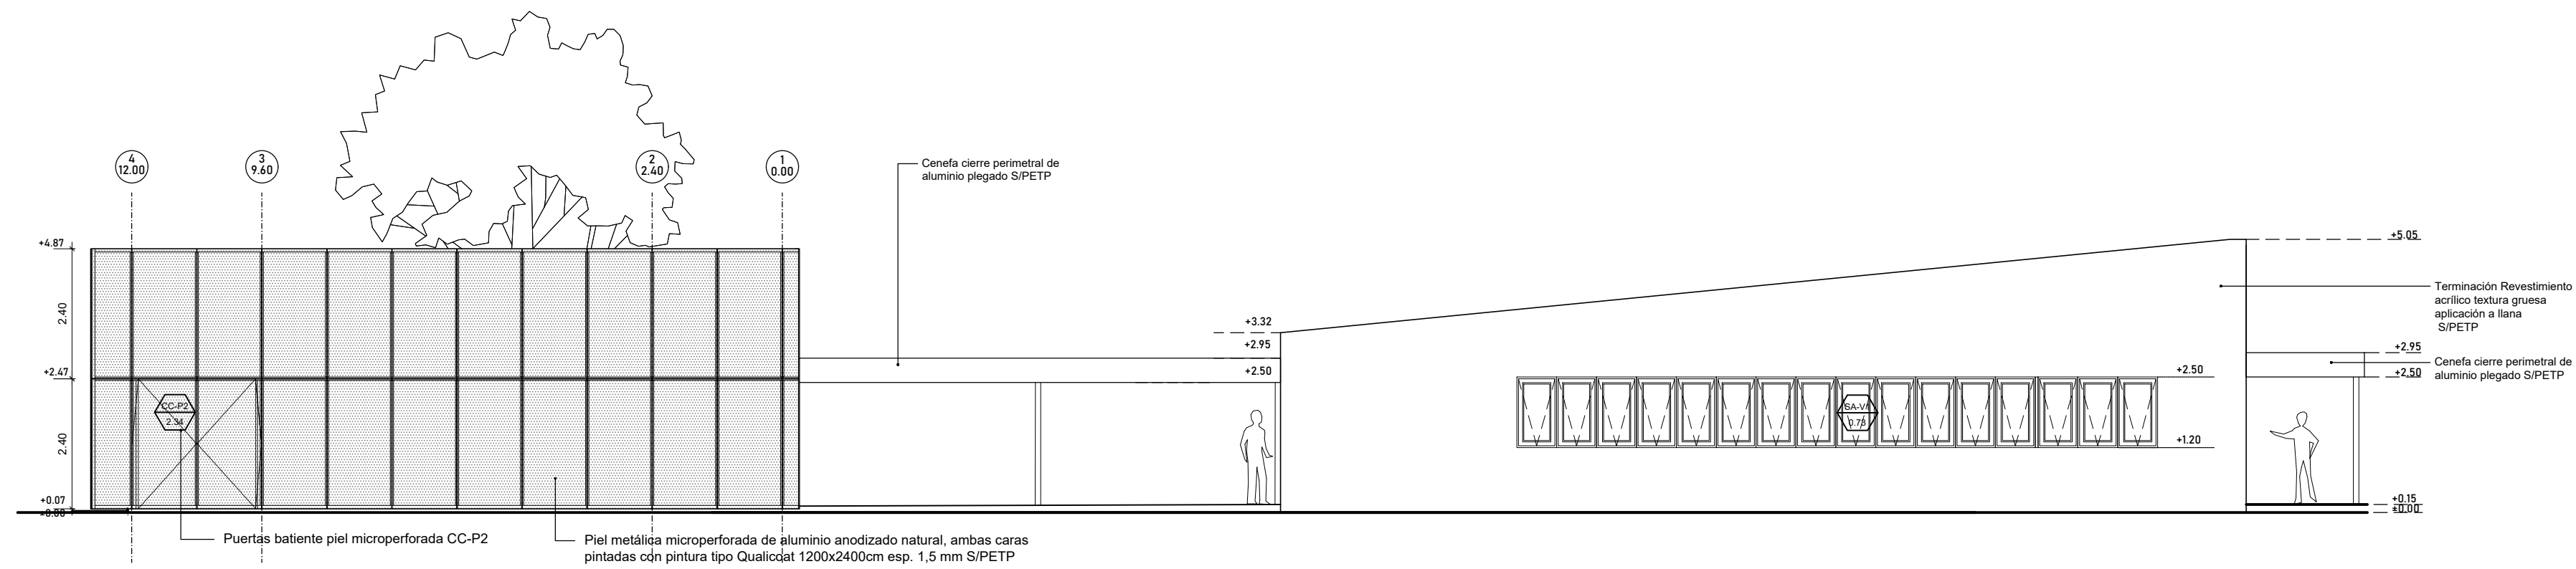 4
12.00
3
9.60
2
2.40
1
0.00
Cenefa cierre perimetral de
aluminio plegado S/PETP
+4.87
2.40
+2.47
2.40
+0.07
±0.00
CC-P2
2.34
Puertas batiente piel microperforada CC-P2
Piel metálica microperforada de aluminio anodizado natural, ambas caras
pintadas con pintura tipo Qualicoat 1200x2400cm esp. 1,5 mm S/PETP
+3.32
+2.95
+2.50
0.73
+2.50
+1.20
+5.05
Terminación Revestimiento
acrílico textura gruesa
aplicación a llana
S/PETP
+2.95
Cenefa cierre perimetral de
aluminio plegado S/PETP
+2.50
+0.15
±0.00